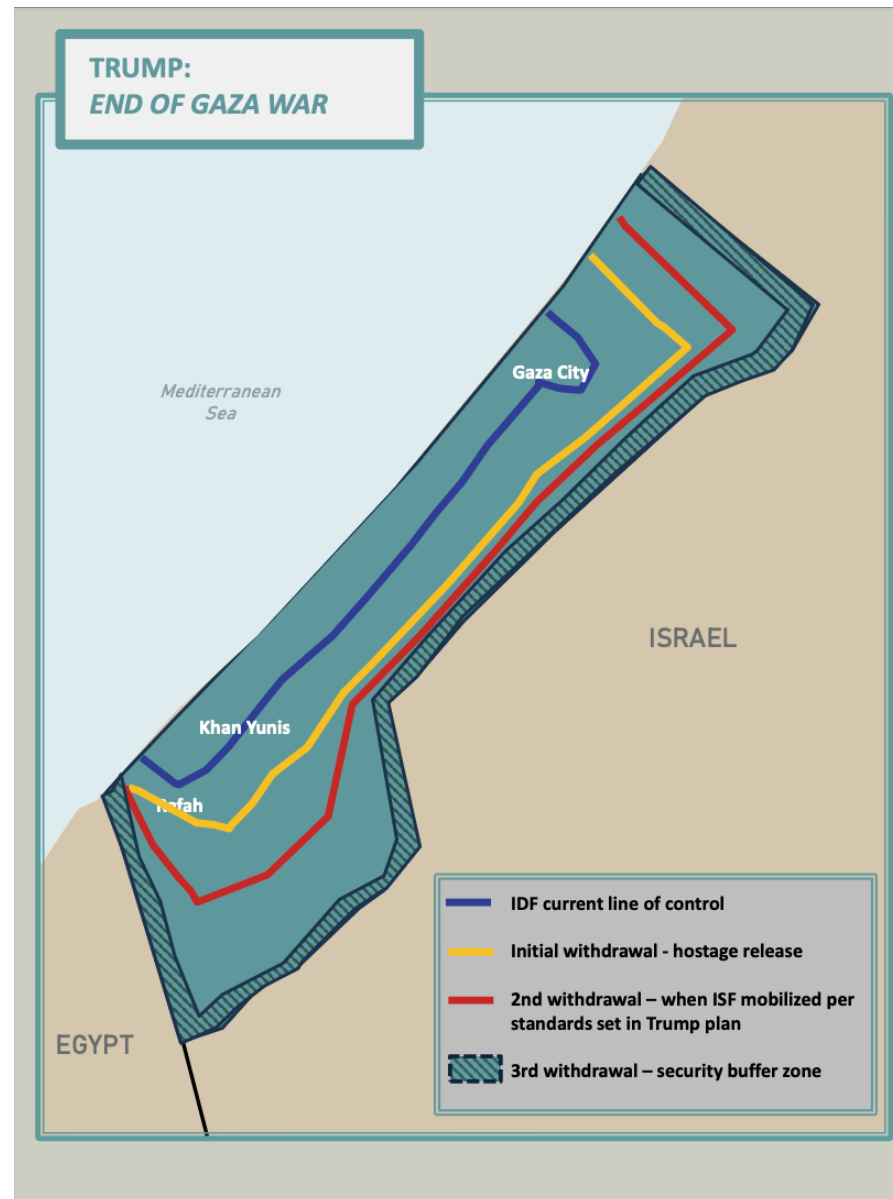 TRUMP:
END OF GAZA WAR
Mediterranean
Sea
Gaza City
ISRAEL
Khan Yunis
Rafah
EGYPT
IDF current line of control
Initial withdrawal - hostage release
2nd withdrawal – when ISF mobilized per
standards set in Trump plan
3rd withdrawal – security buffer zone